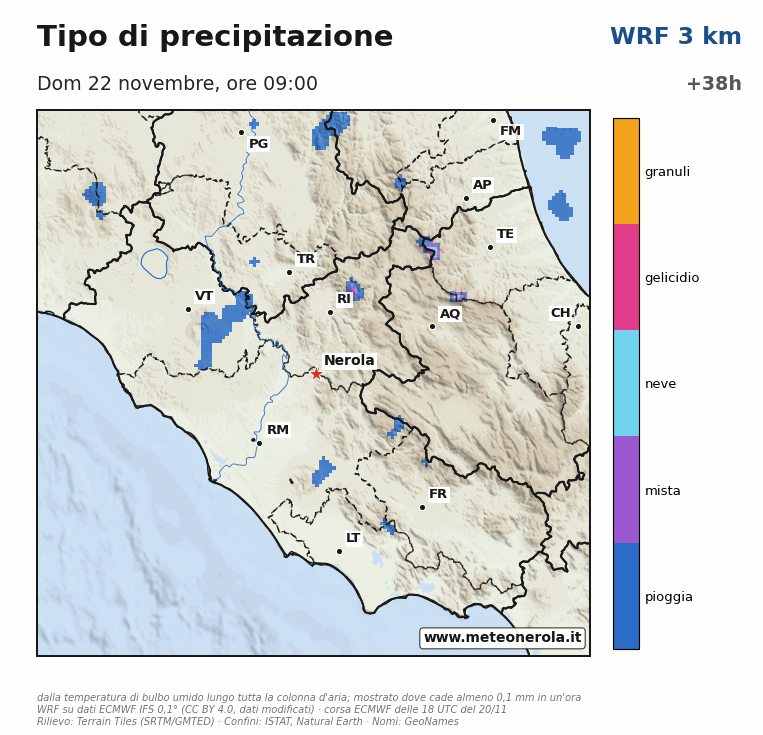 Tipo di precipitazione
WRF 3 km
Dom 22 novembre, ore 09:00
+38h
FM
PG
granuli
AP
TE
TR
gelicidio
VT
RI
AQ
CH
Nerola
neve
RM
mista
FR
LT
pioggia
www.meteonerola.it
dalla temperatura di bulbo umido lungo tutta la colonna d'aria; mostrato dove cade almeno 0,1 mm in un'ora
WRF su dati ECMWF IFS 0,1° (CC BY 4.0, dati modificati) · corsa ECMWF delle 18 UTC del 20/11
Rilievo: Terrain Tiles (SRTM/GMTED) · Confini: ISTAT, Natural Earth · Nomi: GeoNames